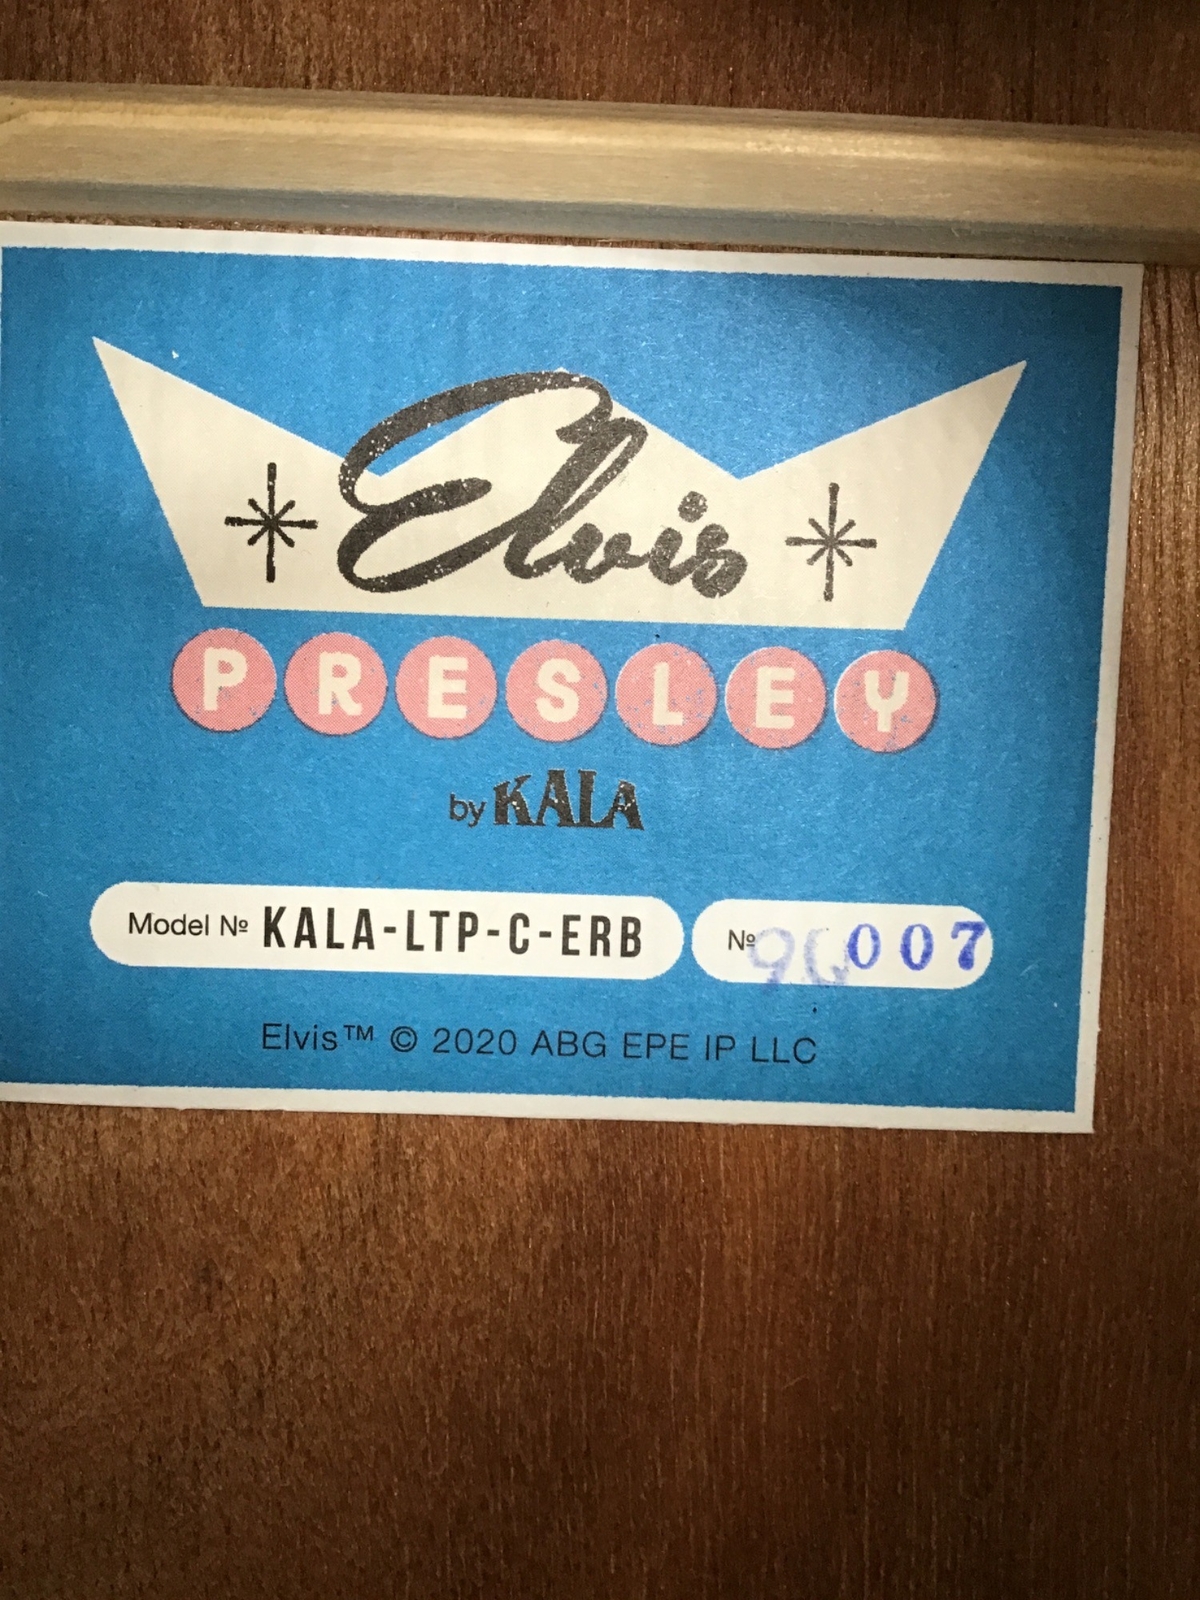 Elvis
PRESLEY
by KALA
Model № KALA-LTP-C-ERB № 007
Elvis™ © 2020 ABG EPE IP LLC